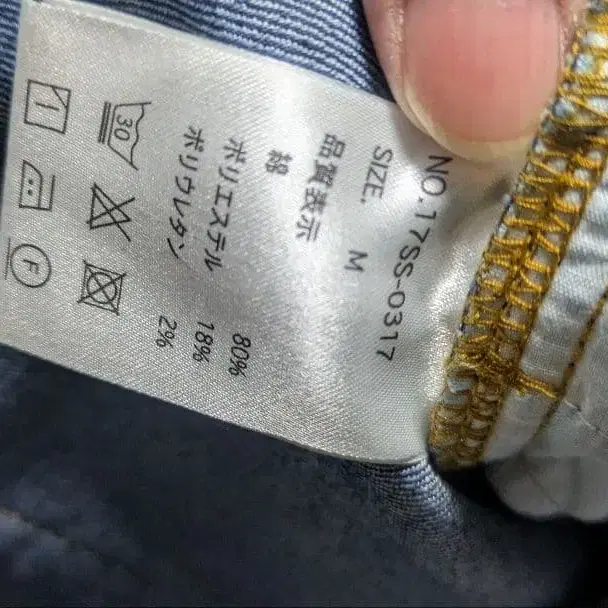 NO.17SS-0317
SIZE. M
品質表示
綿 80%
ポリエステル 18%
ポリウレタン 2%
30
F